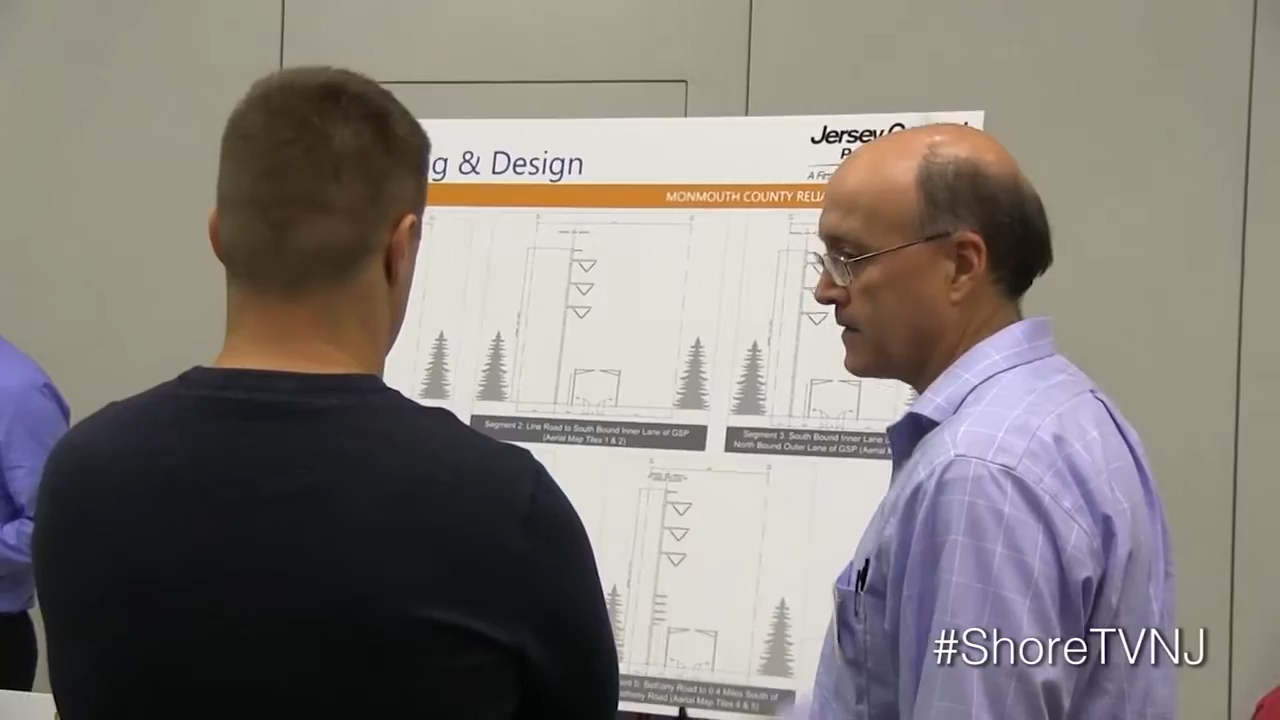 g & Design
Jersey
A Fir
MONMOUTH COUNTY RELIA
Segment 2: Line Road to South Bound Inner Lane of GSP
(Aerial Map Tiles 1 & 2)
Segment 3: South Bound Inner Lane
North Bound Outer Lane of GSP (Aerial
ent 5: Bethany Road to 0.4 Miles South of
Bethany Road (Aerial Map Tiles 4 & 5)
#ShoreTVNJ